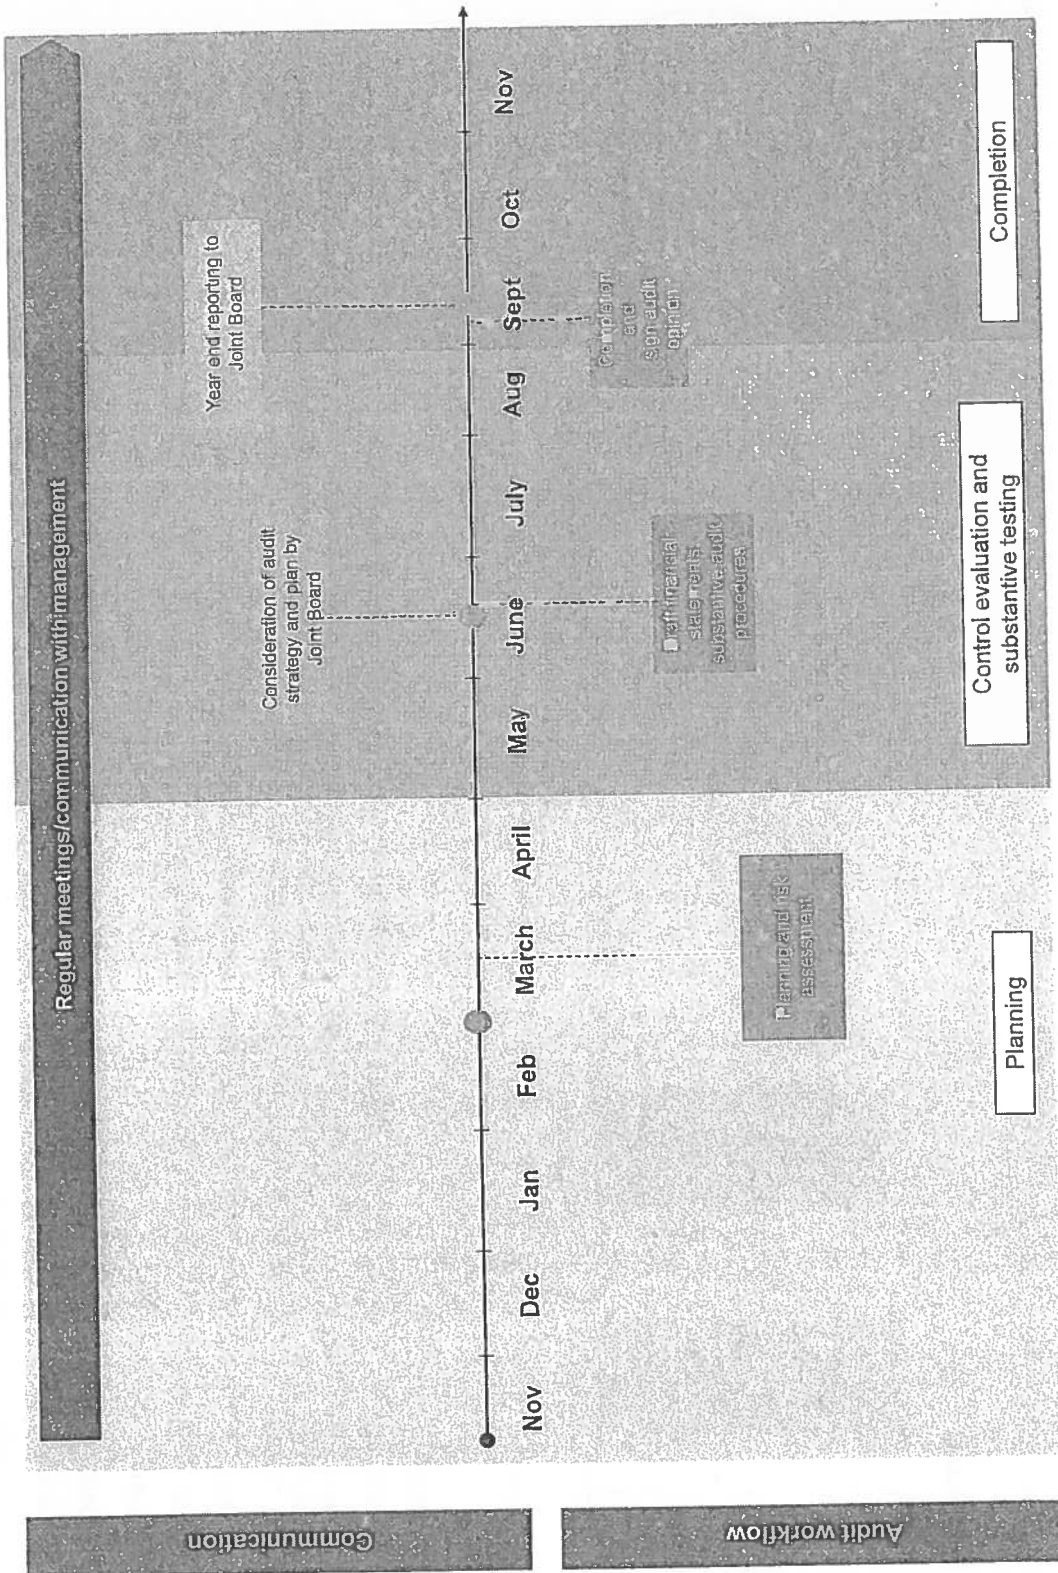 Regular meetings/communication with management
Communication
Year end reporting to
Joint Board
Consideration of audit
strategy and plan by
Joint Board
Nov
Dec
Jan
Feb
March
April
May
June
July
Aug
Sept
Oct
Nov
Audit workflow
Planning and risk
assessment
Draft financial
statements:
substantive audit
procedures
Completion
and
sign audit
opinion
Planning
Control evaluation and
substantive testing
Completion